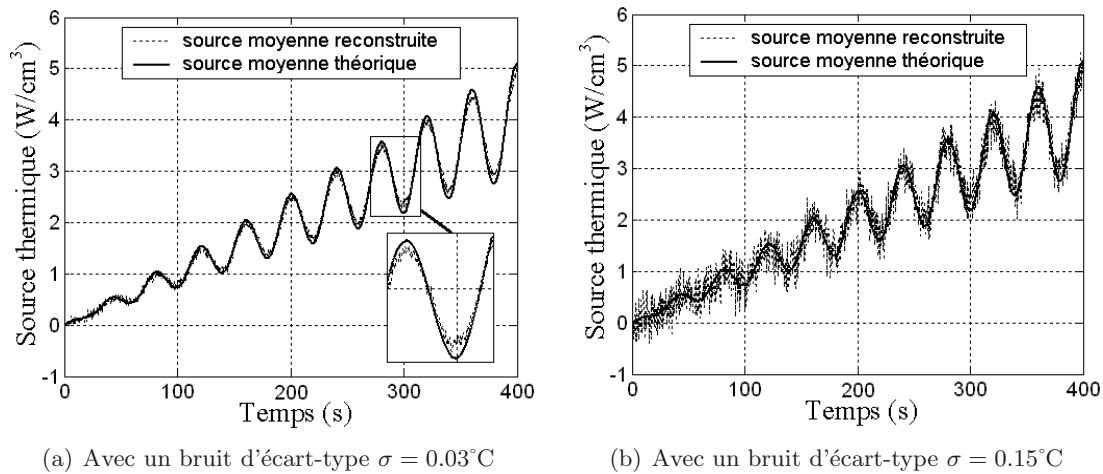 6
5
4
3
2
1
0
-1
Source thermique (W/cm³)
source moyenne reconstruite
source moyenne théorique
0 100 200 300 400
Temps (s)
(a) Avec un bruit d'écart-type σ = 0.03°C
6
5
4
3
2
1
0
-1
Source thermique (W/cm³)
source moyenne reconstruite
source moyenne théorique
0 100 200 300 400
Temps (s)
(b) Avec un bruit d'écart-type σ = 0.15°C